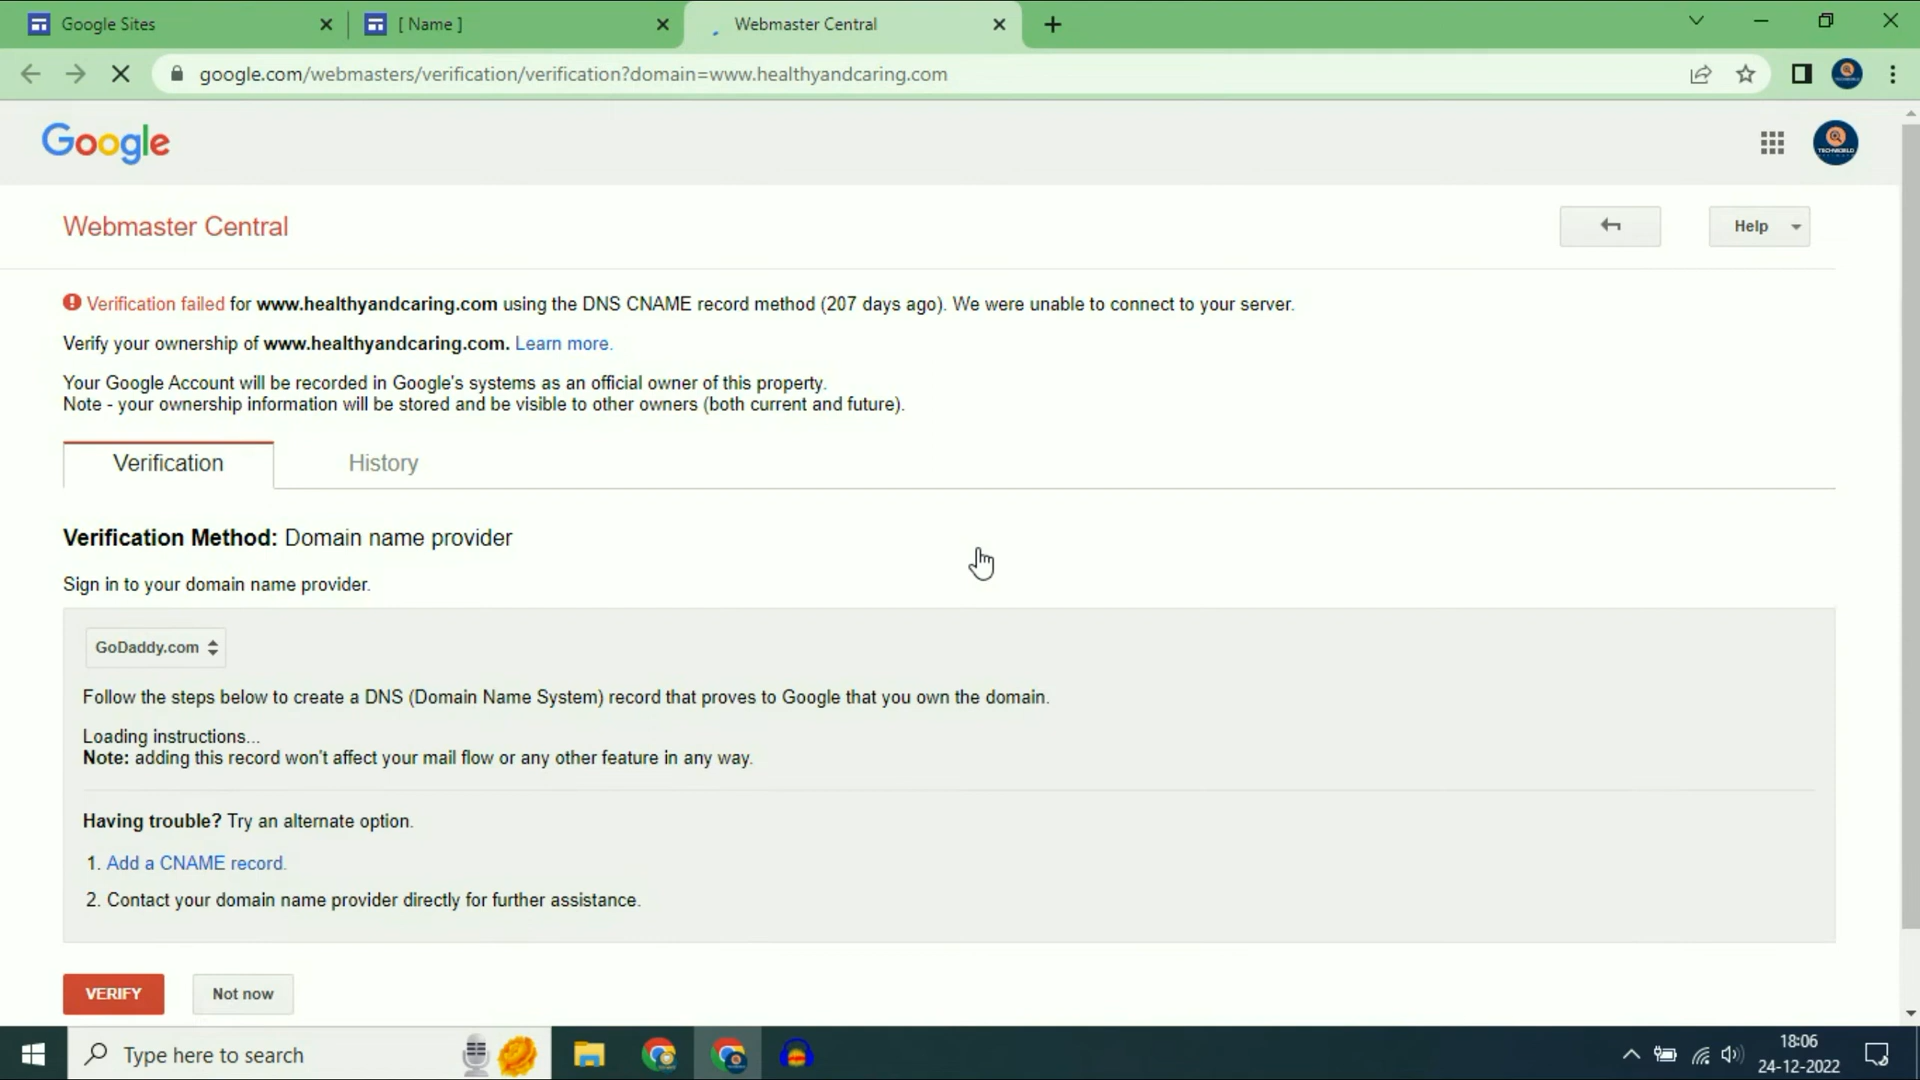 Google Sites
[ Name ]
Webmaster Central
google.com/webmasters/verification/verification?domain=www.healthyandcaring.com
Google
Webmaster Central
Help
Verification failed for www.healthyandcaring.com using the DNS CNAME record method (207 days ago). We were unable to connect to your server.
Verify your ownership of www.healthyandcaring.com. Learn more.
Your Google Account will be recorded in Google's systems as an official owner of this property.
Note - your ownership information will be stored and be visible to other owners (both current and future).
Verification
History
Verification Method: Domain name provider
Sign in to your domain name provider.
GoDaddy.com
Follow the steps below to create a DNS (Domain Name System) record that proves to Google that you own the domain.
Loading instructions...
Note: adding this record won't affect your mail flow or any other feature in any way.
Having trouble? Try an alternate option.
1. Add a CNAME record.
2. Contact your domain name provider directly for further assistance.
VERIFY
Not now
Type here to search
18:06
24-12-2022